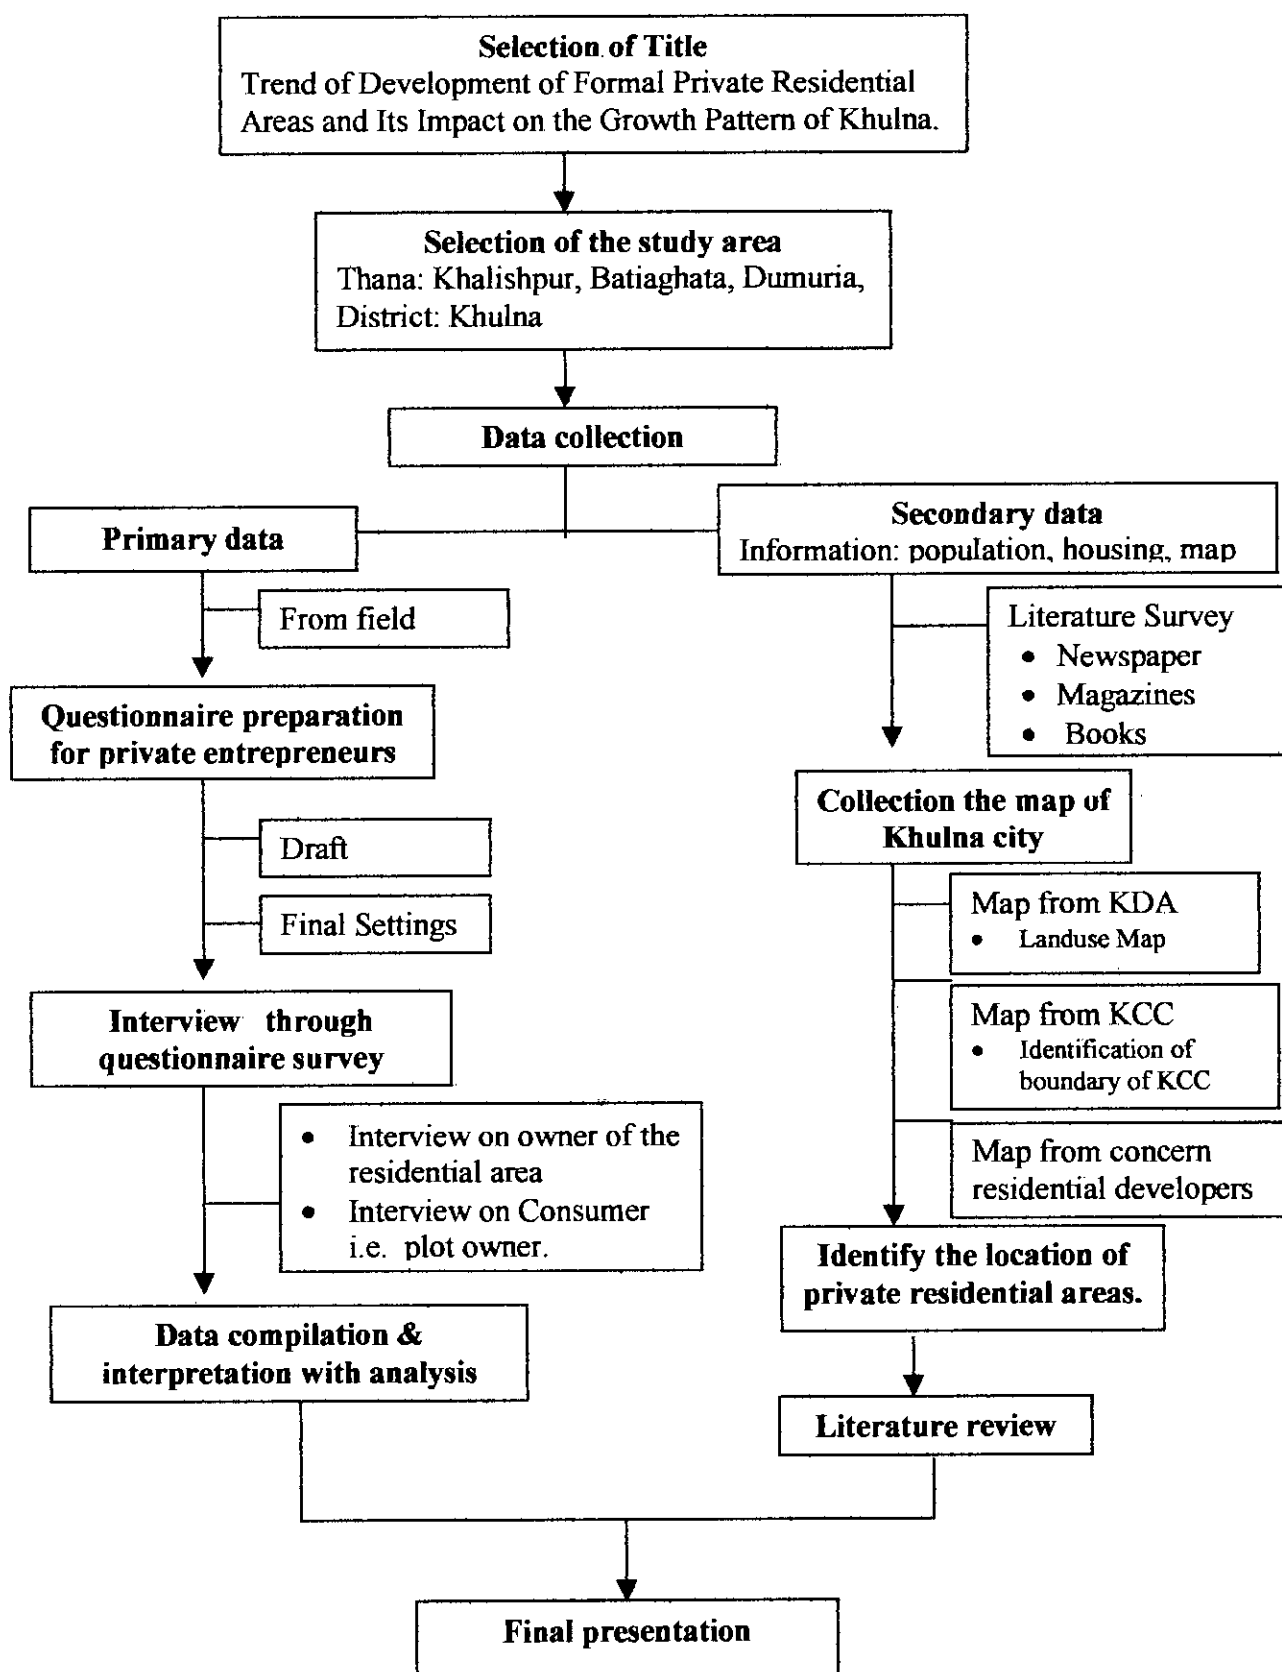 Selection of Title
Trend of Development of Formal Private Residential
Areas and Its Impact on the Growth Pattern of Khulna.
Selection of the study area
Thana: Khalishpur, Batiaghata, Dumuria,
District: Khulna
Data collection
Primary data
From field
Questionnaire preparation
for private entrepreneurs
Draft
Final Settings
Interview through
questionnaire survey
• Interview on owner of the
residential area
• Interview on Consumer
i.e. plot owner.
Data compilation &
interpretation with analysis
Secondary data
Information: population, housing, map
Literature Survey
• Newspaper
• Magazines
• Books
Collection the map of
Khulna city
Map from KDA
• Landuse Map
Map from KCC
• Identification of
boundary of KCC
Map from concern
residential developers
Identify the location of
private residential areas.
Literature review
Final presentation